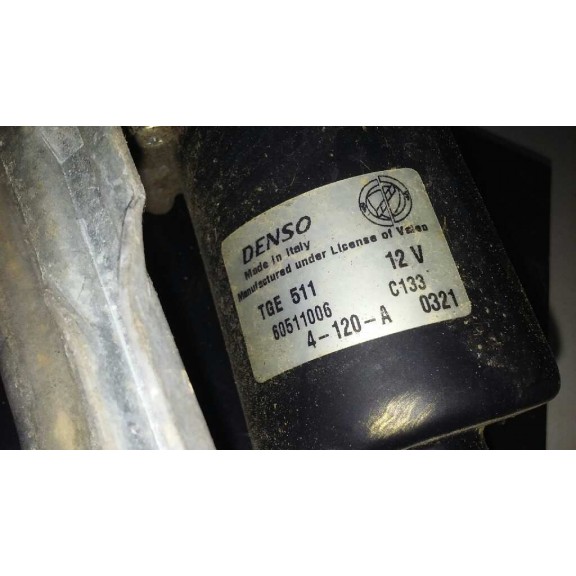 DENSO
Made in Italy
Manufactured under License of Valeo
TGE 511 12 V
60511006 C133
4-120-A 0321